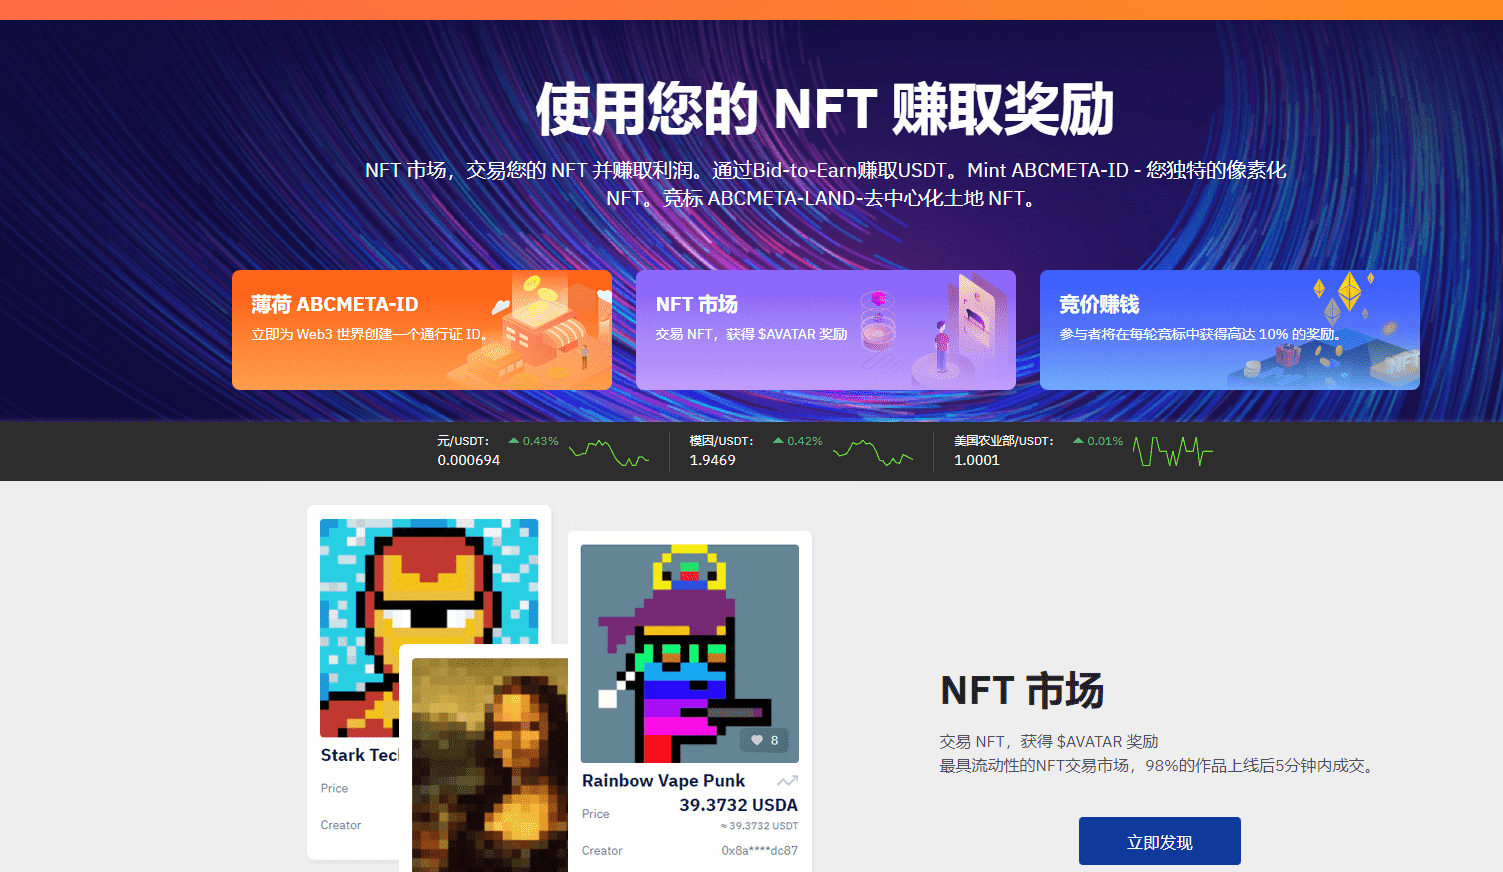 使用您的 NFT 赚取奖励
NFT 市场，交易您的 NFT 并赚取利润。通过Bid-to-Earn赚取USDT。Mint ABCMETA-ID - 您独特的像素化
NFT。竞标 ABCMETA-LAND-去中心化土地 NFT。
薄荷 ABCMETA-ID
立即为 Web3 世界创建一个通行证 ID。
NFT 市场
交易 NFT，获得 $AVATAR 奖励
竞价赚钱
参与者将在每轮竞标中获得高达 10% 的奖励。
NFT
元/USDT： 0.43%
0.000694
模因/USDT： 0.42%
1.9469
美国农业部/USDT： 0.01%
1.0001
Stark Tec
Price
Creator
8
Rainbow Vape Punk
Price 39.3732 USDA
≈ 39.3732 USDT
Creator 0x8a****dc87
NFT 市场
交易 NFT，获得 $AVATAR 奖励
最具流动性的NFT交易市场，98%的作品上线后5分钟内成交。
立即发现